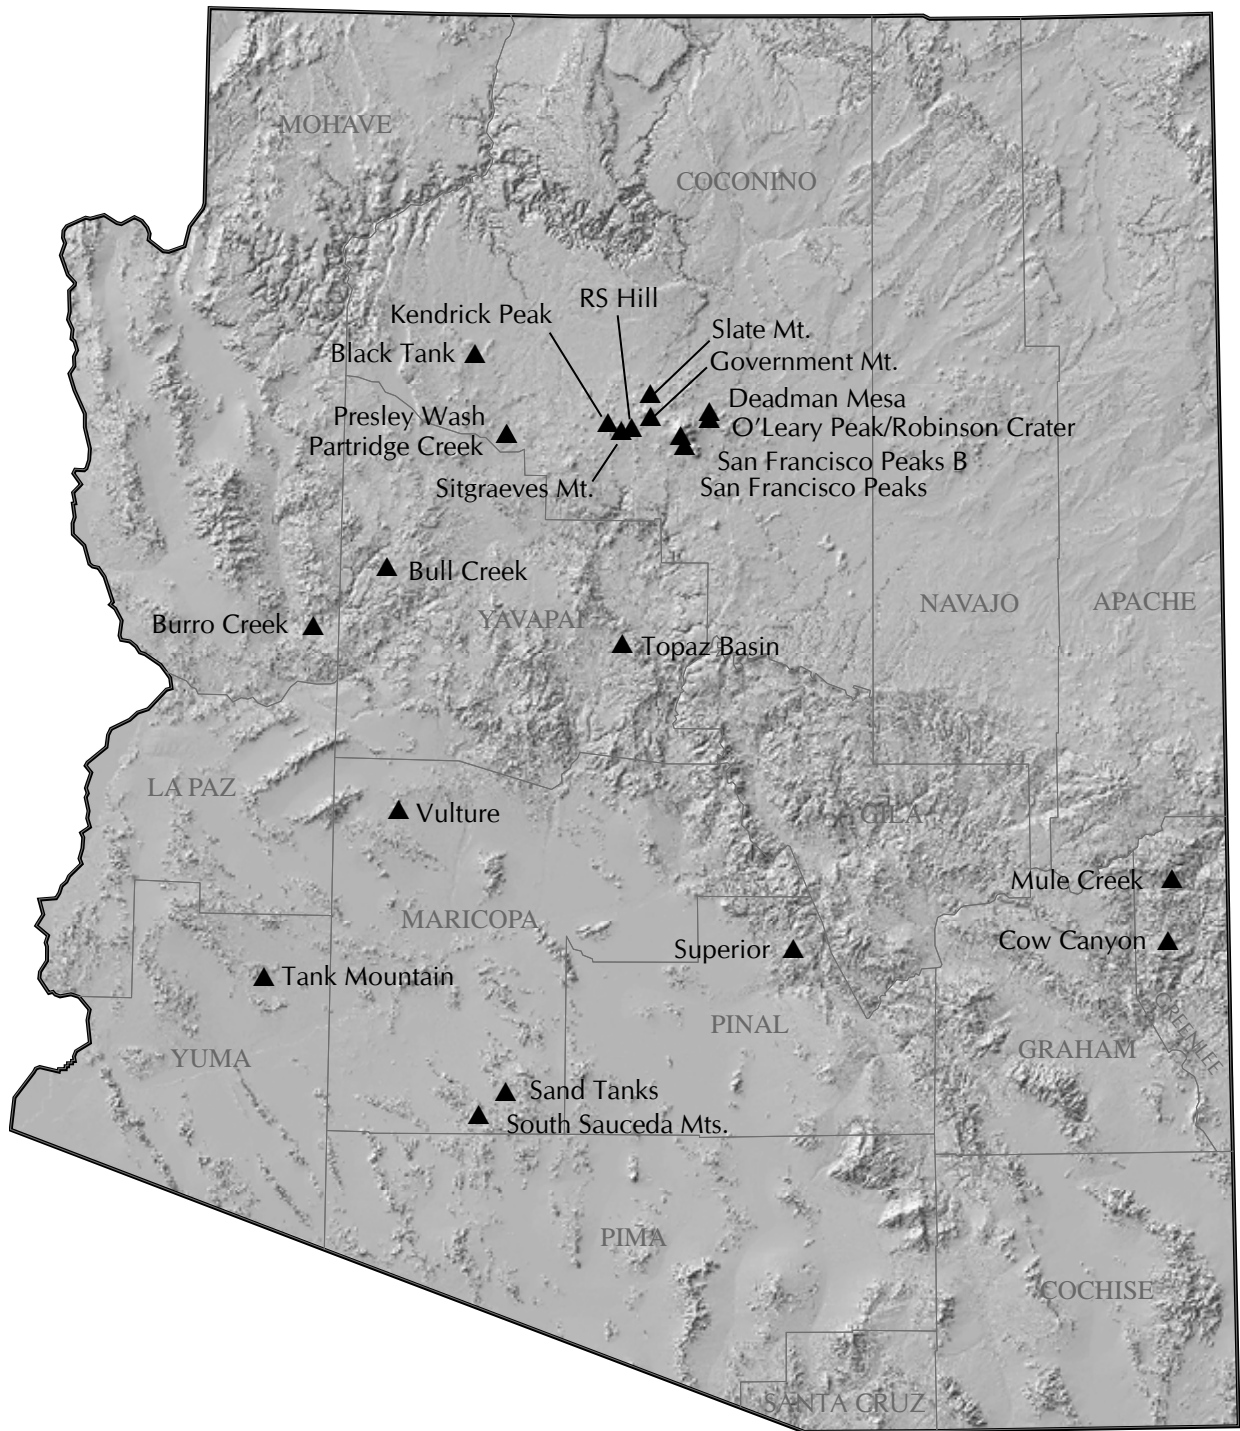 MOHAVE
COCONINO
RS Hill
Kendrick Peak
Slate Mt.
Black Tank
Government Mt.
Deadman Mesa
Presley Wash
O'Leary Peak/Robinson Crater
Partridge Creek
San Francisco Peaks B
Sitgraeves Mt.
San Francisco Peaks
Bull Creek
NAVAJO
APACHE
YAVAPAI
Burro Creek
Topaz Basin
LA PAZ
Vulture
GILA
Mule Creek
MARICOPA
Superior
Cow Canyon
Tank Mountain
PINAL
GREENLEE
YUMA
GRAHAM
Sand Tanks
South Sauceda Mts.
PIMA
COCHISE
SANTA CRUZ